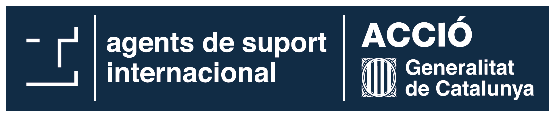 agents de suport
internacional
ACCIÓ
Generalitat
de Catalunya